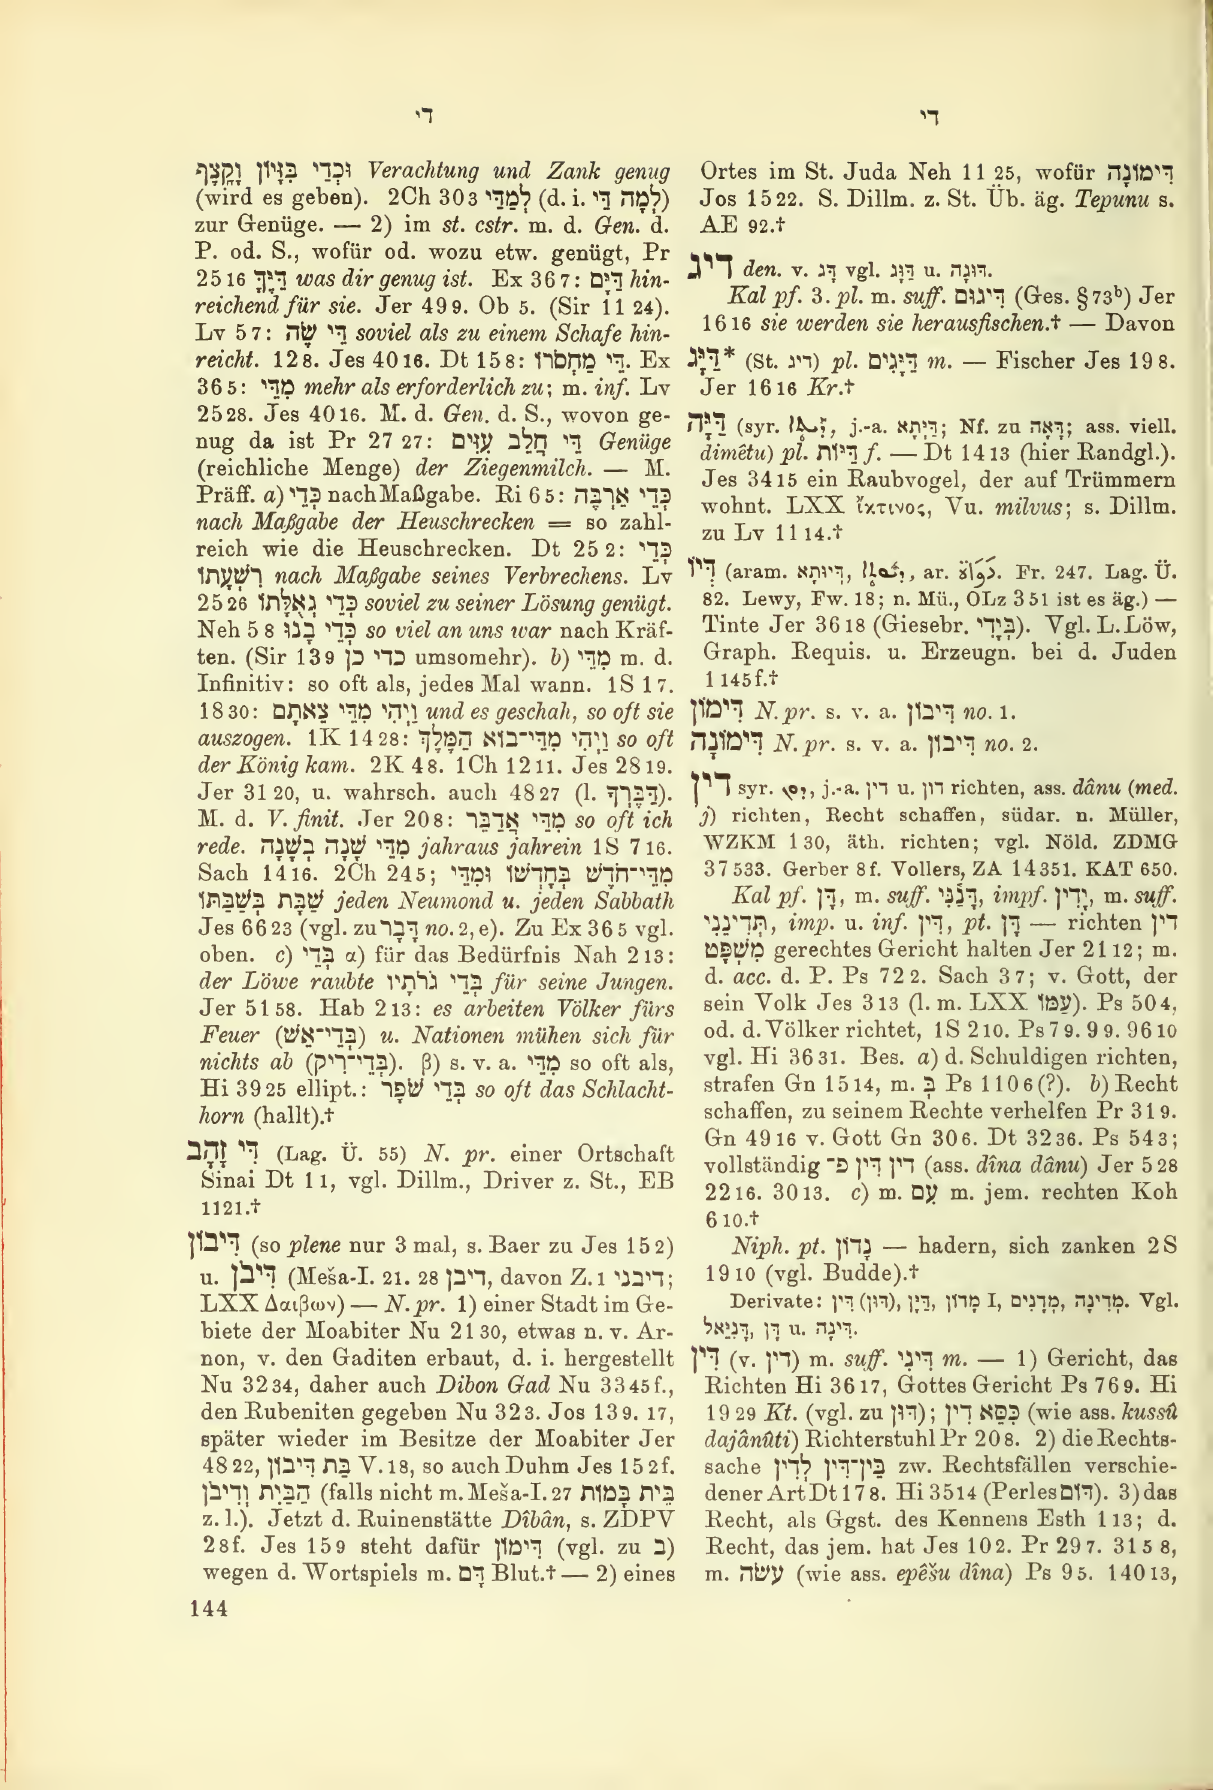 די
די
וּכְדַי בִּזָּיוֹן וָקָצֶף Verachtung und Zank genug
(wird es geben). 2Ch 30 3 לְמַדַּי (d. i. לְמָה דַּי)
zur Genüge. — 2) im st. cstr. m. d. Gen. d.
P. od. S., wofür od. wozu etw. genügt, Pr
25 16 דַּיֶּךָּ was dir genug ist. Ex 36 7: דַּיָּם hin-
reichend für sie. Jer 49 9. Ob 5. (Sir 11 24).
Lv 5 7: דֵּי שֶׂה soviel als zu einem Schafe hin-
reicht. 12 8. Jes 40 16. Dt 15 8: דֵּי מַחְסֹרוֹ. Ex
36 5: מִדֵּי mehr als erforderlich zu; m. inf. Lv
25 28. Jes 40 16. M. d. Gen. d. S., wovon ge-
nug da ist Pr 27 27: דֵּי חֲלֵב עִזִּים Genüge
(reichliche Menge) der Ziegenmilch. — M.
Präff. a) כְּדֵי nach Maßgabe. Ri 6 5: כְּדֵי אַרְבֶּה
nach Maßgabe der Heuschrecken = so zahl-
reich wie die Heuschrecken. Dt 25 2: כְּדֵי
רִשְׁעָתוֹ nach Maßgabe seines Verbrechens. Lv
25 26 כְּדֵי גְאֻלָּתוֹ soviel zu seiner Lösung genügt.
Neh 5 8 כְּדֵי בָנוּ so viel an uns war nach Kräf-
ten. (Sir 13 9 כדי כן umsomehr). b) מִדֵּי m. d.
Infinitiv: so oft als, jedes Mal wann. 1S 1 7.
18 30: וַיְהִי מִדֵּי צֵאתָם und es geschah, so oft sie
auszogen. 1K 14 28: וַיְהִי מִדֵּי־בוֹא הַמֶּלֶךְ so oft
der König kam. 2K 4 8. 1Ch 12 11. Jes 28 19.
Jer 31 20, u. wahrsch. auch 48 27 (l. דַּבֶּרְךָ).
M. d. V. finit. Jer 20 8: מִדֵּי אֲדַבֵּר so oft ich
rede. מִדֵּי שָׁנָה בְשָׁנָה jahraus jahrein 1S 7 16.
Sach 14 16. 2Ch 24 5; מִדֵּי־חֹדֶשׁ בְּחָדְשׁוֹ וּמִדֵּי
שַׁבָּת בְּשַׁבַּתּוֹ jeden Neumond u. jeden Sabbath
Jes 66 23 (vgl. zu דָּבָר no. 2, e). Zu Ex 36 5 vgl.
oben. c) בְּדֵי α) für das Bedürfnis Nah 2 13:
der Löwe raubte בְּדֵי גֹרֹתָיו für seine Jungen.
Jer 51 58. Hab 2 13: es arbeiten Völker fürs
Feuer (בְּדֵי־אֵשׁ) u. Nationen mühen sich für
nichts ab (בְּדֵי־רִיק). β) s. v. a. מִדֵּי so oft als,
Hi 39 25 ellipt.: בְּדֵי שֹׁפָר so oft das Schlacht-
horn (hallt).†
דִּי זָהָב (Lag. Ü. 55) N. pr. einer Ortschaft
Sinai Dt 1 1, vgl. Dillm., Driver z. St., EB
1121.†
דִּיבוֹן (so plene nur 3 mal, s. Baer zu Jes 15 2)
u. דִּיבֹן (Meša-I. 21. 28 דיבן, davon Z. 1 דיבני;
LXX Δαιβων) — N. pr. 1) einer Stadt im Ge-
biete der Moabiter Nu 21 30, etwas n. v. Ar-
non, v. den Gaditen erbaut, d. i. hergestellt
Nu 32 34, daher auch Dibon Gad Nu 33 45 f.,
den Rubeniten gegeben Nu 32 3. Jos 13 9. 17,
später wieder im Besitze der Moabiter Jer
48 22, בַּת דִּיבוֹן V. 18, so auch Duhm Jes 15 2 f.
הַבַּיִת וְדִיבֹן (falls nicht m. Meša-I. 27 בֵּית בָּמוֹת
z. l.). Jetzt d. Ruinenstätte Dîbân, s. ZDPV
2 8 f. Jes 15 9 steht dafür דִּימוֹן (vgl. zu ב)
wegen d. Wortspiels m. דָּם Blut.† — 2) eines
144
Ortes im St. Juda Neh 11 25, wofür דִּימוֹנָה
Jos 15 22. S. Dillm. z. St. Üb. äg. Tepunu s.
AE 92.†
דיג den. v. דָּג vgl. דַּוָּג u. דּוּגָה.
Kal pf. 3. pl. m. suff. דִּיגוּם (Ges. § 73ᵇ) Jer
16 16 sie werden sie herausfischen.† — Davon
דַּיָּג* (St. דיג) pl. דַּיָּגִים m. — Fischer Jes 19 8.
Jer 16 16 Kr.†
דַּיָּה (syr. , j.-a. דַּיְתָא; Nf. zu דָּאָה; ass. viell.
dimêtu) pl. דַּיּוֹת f. — Dt 14 13 (hier Randgl.).
Jes 34 15 ein Raubvogel, der auf Trümmern
wohnt. LXX ἴκτινος, Vu. milvus; s. Dillm.
zu Lv 11 14.†
דְּיוֹ (aram. דְּיוּתָא, , ar. دَوَاةٌ. Fr. 247. Lag. Ü.
82. Lewy, Fw. 18; n. Mü., OLz 3 51 ist es äg.) —
Tinte Jer 36 18 (Giesebr. בְּיָדִי). Vgl. L. Löw,
Graph. Requis. u. Erzeugn. bei d. Juden
1 145 f.†
דִּימוֹן N. pr. s. v. a. דִּיבוֹן no. 1.
דִּימוֹנָה N. pr. s. v. a. דִּיבוֹן no. 2.
דין syr. , j.-a. דין u. דון richten, ass. dânu (med.
j) richten, Recht schaffen, südar. n. Müller,
WZKM 1 30, äth. richten; vgl. Nöld. ZDMG
37 533. Gerber 8 f. Vollers, ZA 14 351. KAT 650.
Kal pf. דָּן, m. suff. דָּנַנִּי, impf. יָדִין, m. suff.
תְּדִינֵנִי, imp. u. inf. דִּין, pt. דָּן — richten דין
מִשְׁפָּט gerechtes Gericht halten Jer 21 12; m.
d. acc. d. P. Ps 72 2. Sach 3 7; v. Gott, der
sein Volk Jes 3 13 (l. m. LXX עַמּוֹ). Ps 50 4,
od. d. Völker richtet, 1S 2 10. Ps 7 9. 9 9. 96 10
vgl. Hi 36 31. Bes. a) d. Schuldigen richten,
strafen Gn 15 14, m. בְּ Ps 110 6 (?). b) Recht
schaffen, zu seinem Rechte verhelfen Pr 31 9.
Gn 49 16 v. Gott Gn 30 6. Dt 32 36. Ps 54 3;
vollständig דִּין דִּין פ־ (ass. dîna dânu) Jer 5 28
22 16. 30 13. c) m. עִם m. jem. rechten Koh
6 10.†
Niph. pt. נָדוֹן — hadern, sich zanken 2S
19 10 (vgl. Budde).†
Derivate: דִּין (דּוּן), דַּיָּן, מָדוֹן I, מְדָנִים, מְדִינָה. Vgl.
דָּנִיֵּאל, דָּן u. דִּינָה.
דִּין (v. דין) m. suff. דִּינִי m. — 1) Gericht, das
Richten Hi 36 17, Gottes Gericht Ps 76 9. Hi
19 29 Kt. (vgl. zu דּוּן); כִּסֵּא דִין (wie ass. kussû
dajânûti) Richterstuhl Pr 20 8. 2) die Rechts-
sache בֵּין־דִּין לְדִין zw. Rechtsfällen verschie-
dener Art Dt 17 8. Hi 35 14 (Perles דּוֹם). 3) das
Recht, als Ggst. des Kennens Esth 1 13; d.
Recht, das jem. hat Jes 10 2. Pr 29 7. 31 5 8,
m. עשׂה (wie ass. epêšu dîna) Ps 9 5. 140 13,